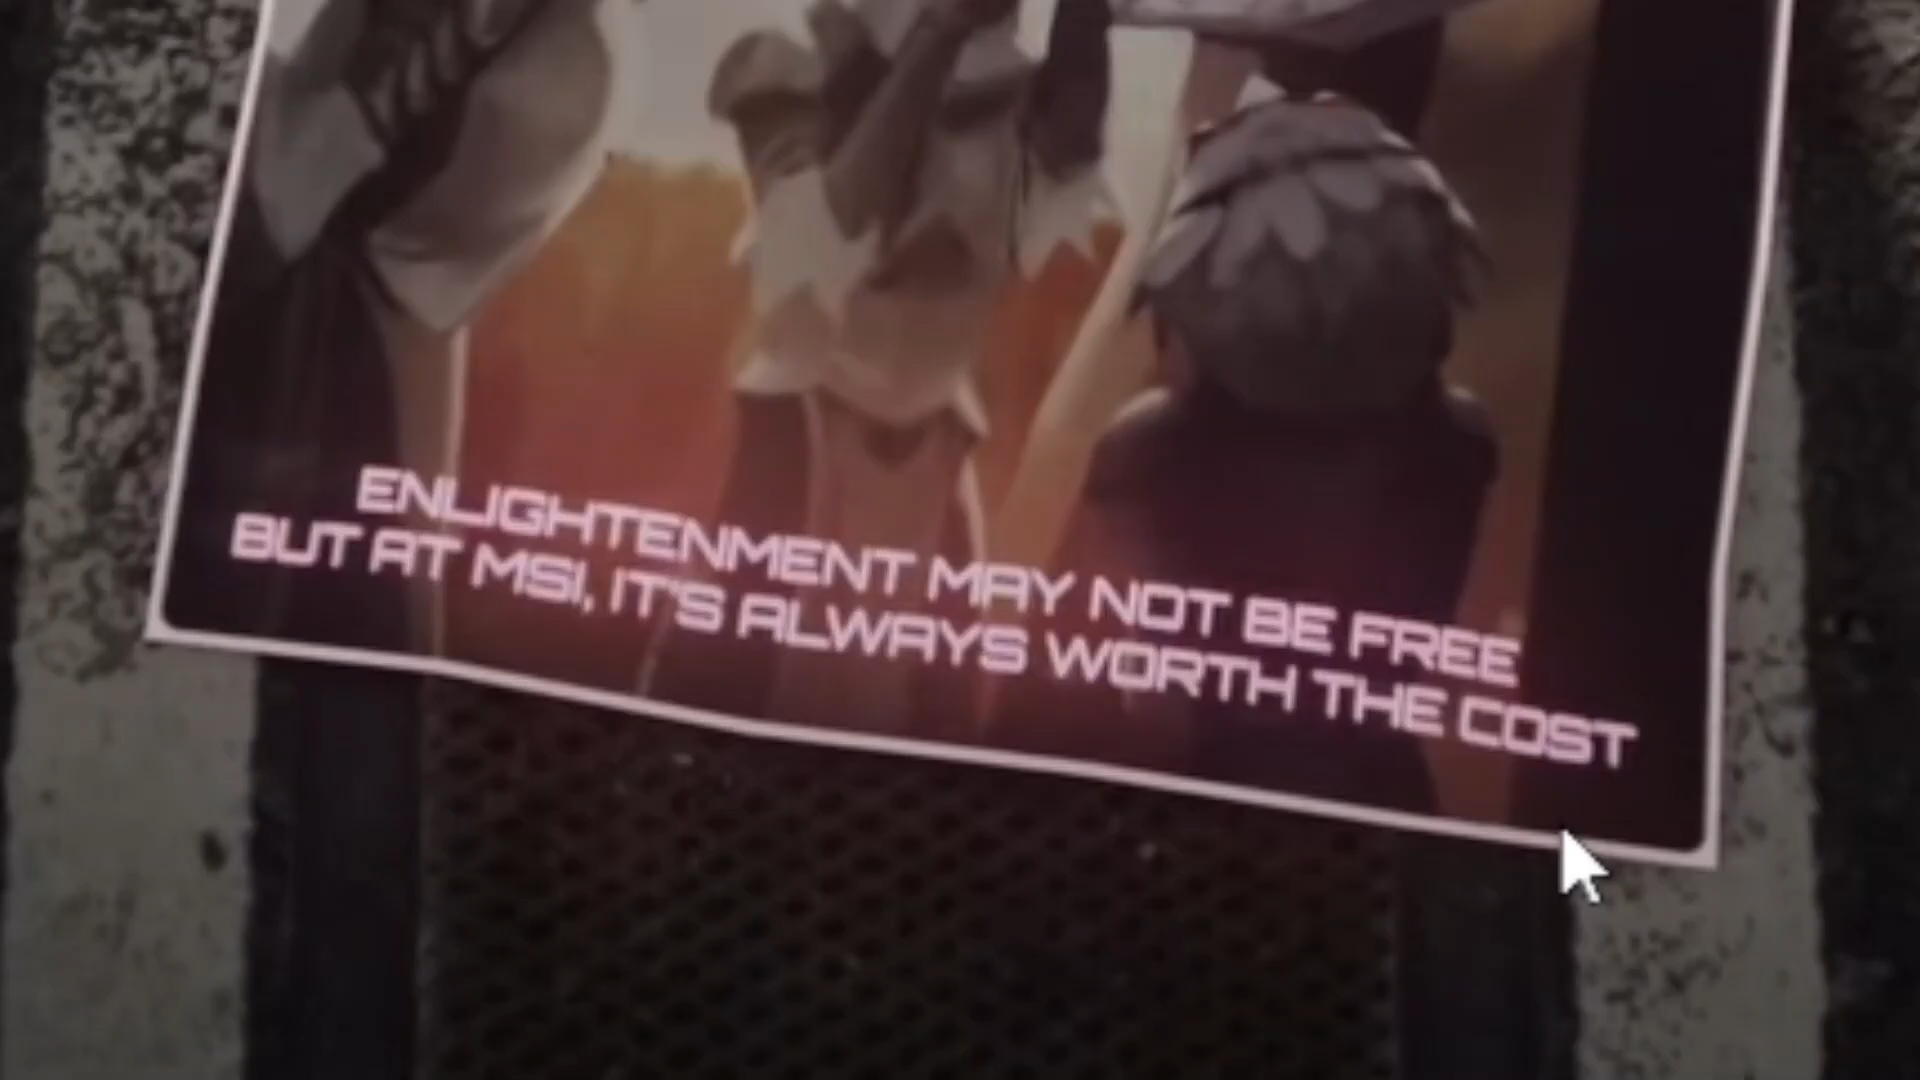 ENLIGHTENMENT MAY NOT BE FREE
BUT AT MSI, IT'S ALWAYS WORTH THE COST